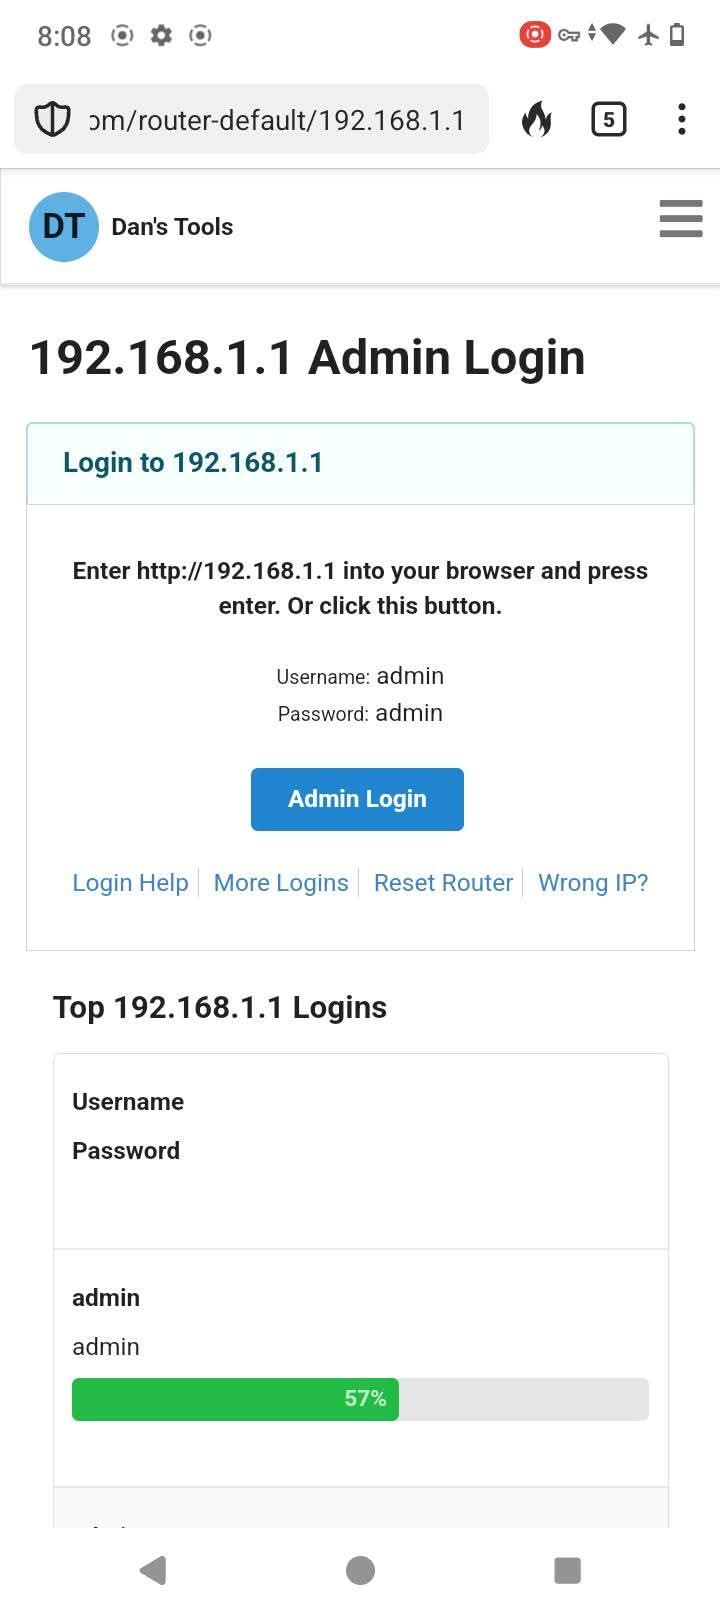 8:08
ɔm/router-default/192.168.1.1
5
DT
Dan's Tools
192.168.1.1 Admin Login
Login to 192.168.1.1
Enter http://192.168.1.1 into your browser and press
enter. Or click this button.
Username: admin
Password: admin
Admin Login
Login Help
More Logins
Reset Router
Wrong IP?
Top 192.168.1.1 Logins
Username
Password
admin
admin
57%